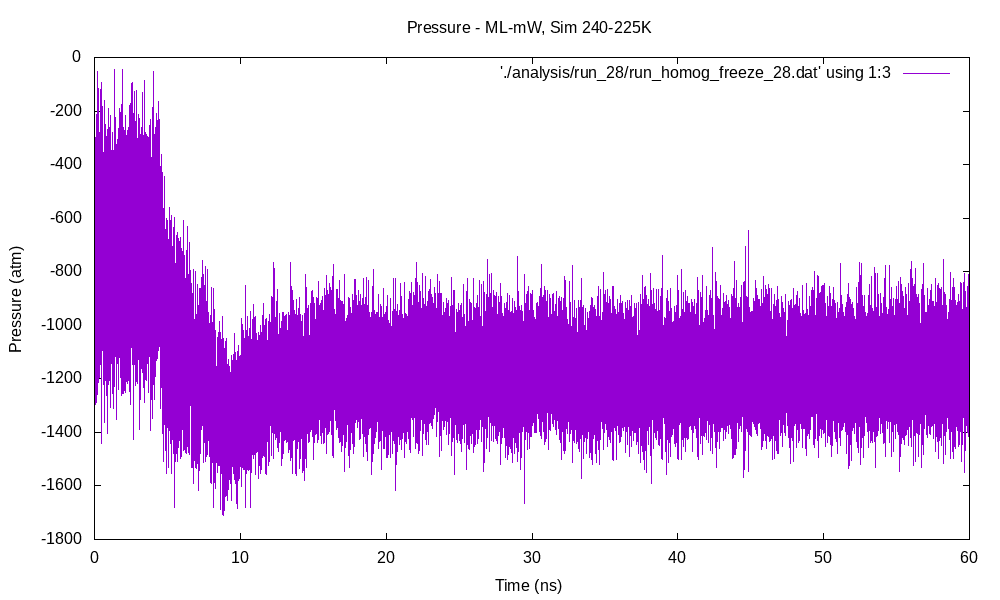 Pressure - ML-mW, Sim 240-225K
'./analysis/run_28/run_homog_freeze_28.dat' using 1:3
0
-200
-400
-600
-800
-1000
-1200
-1400
-1600
-1800
Pressure (atm)
0 10 20 30 40 50 60
Time (ns)